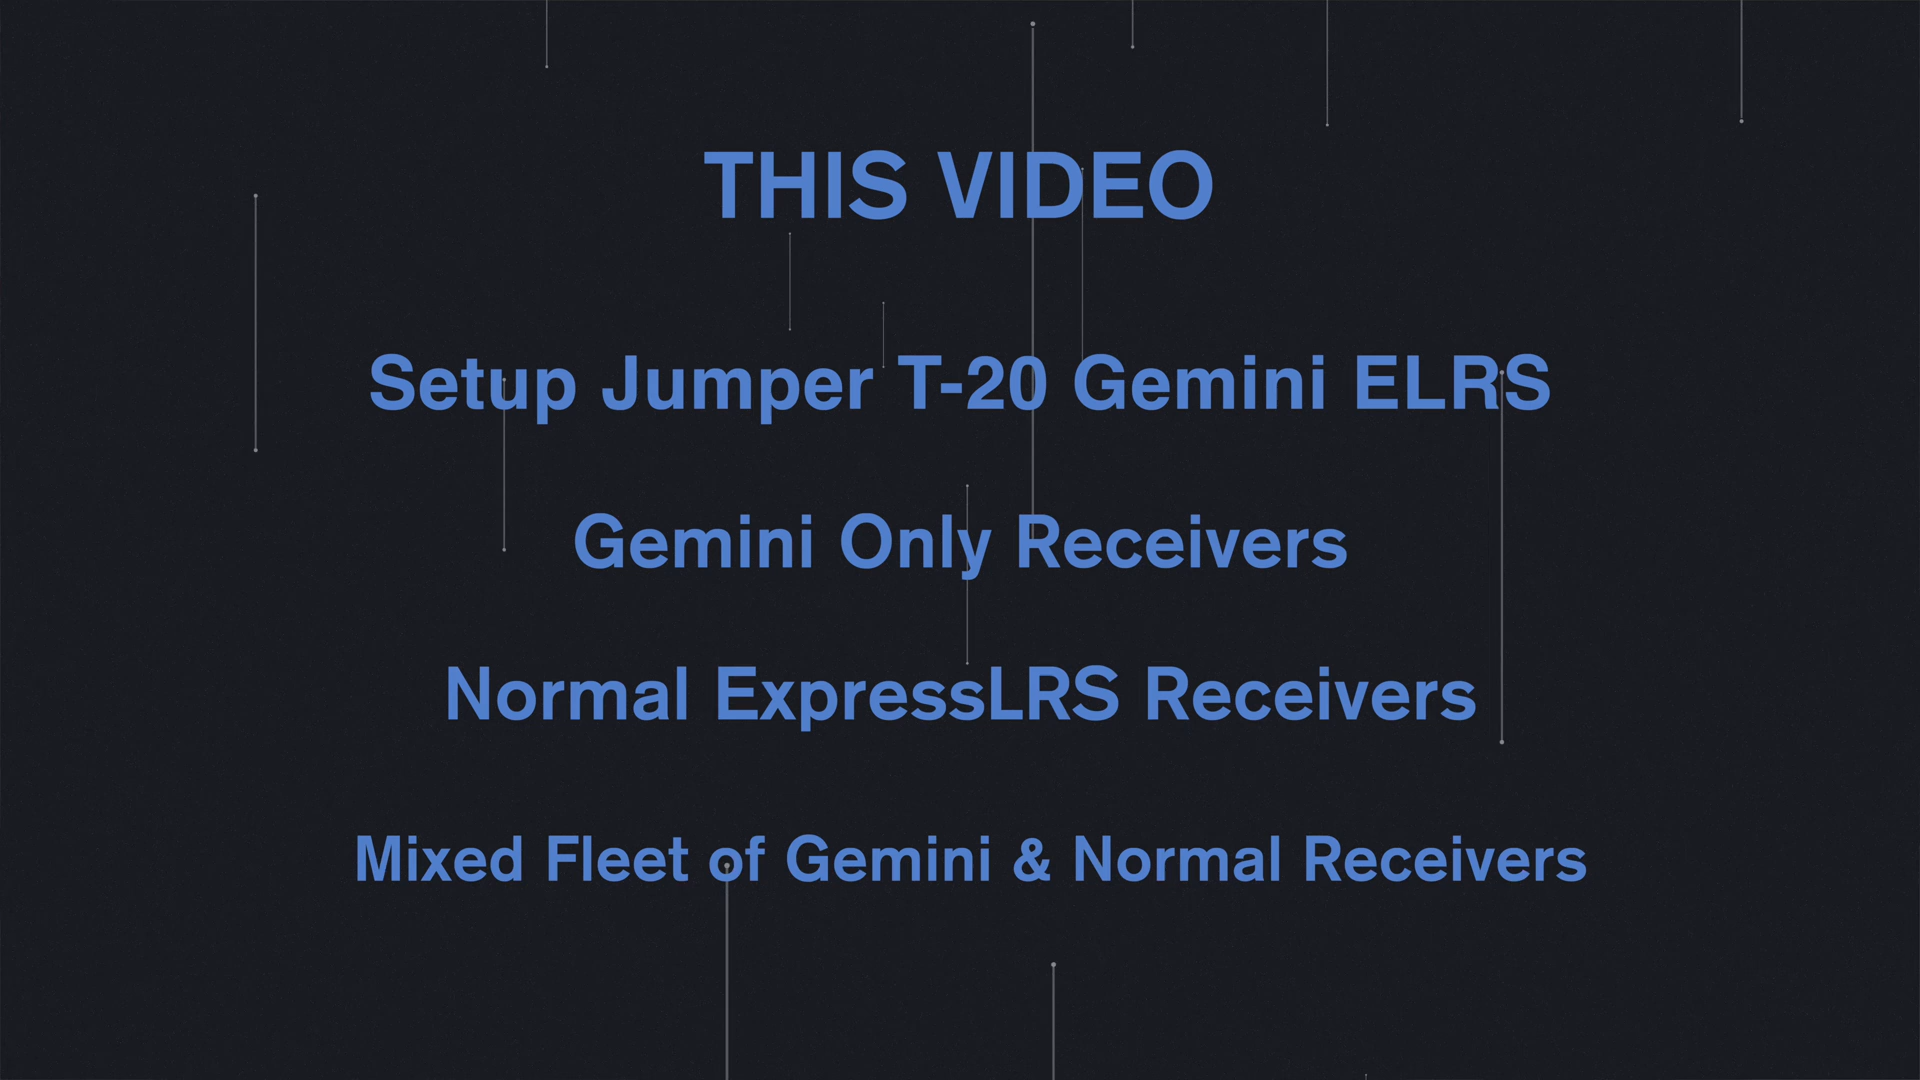 THIS VIDEO
Setup Jumper T-20 Gemini ELRS
Gemini Only Receivers
Normal ExpressLRS Receivers
Mixed Fleet of Gemini & Normal Receivers